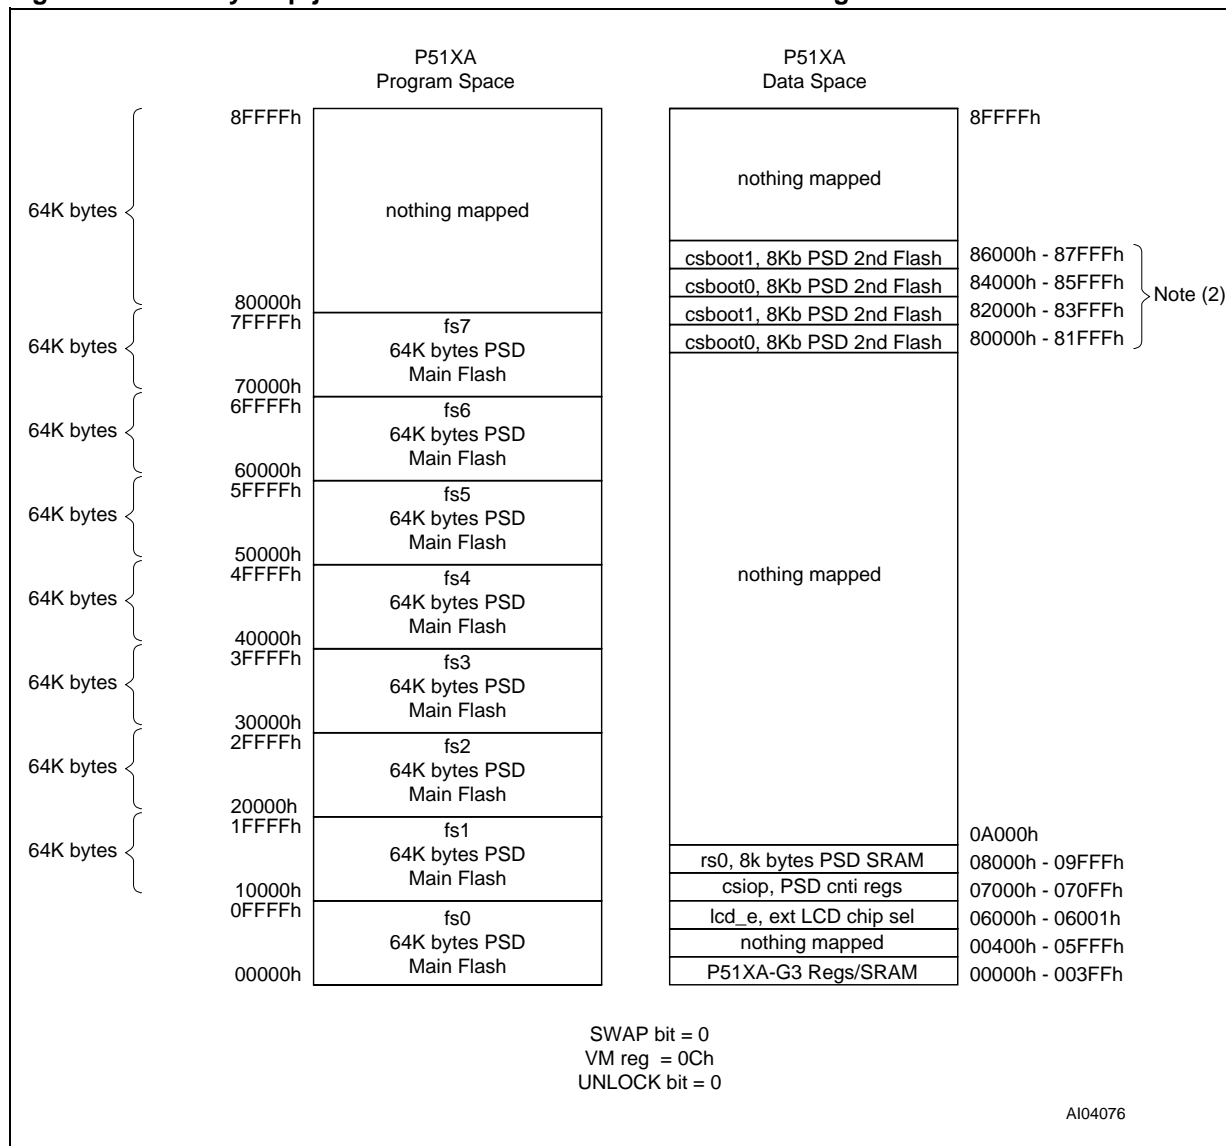 P51XA
Program Space
8FFFFh
64K bytes
nothing mapped
80000h
7FFFFh
64K bytes
fs7
64K bytes PSD
Main Flash
70000h
6FFFFh
64K bytes
fs6
64K bytes PSD
Main Flash
60000h
5FFFFh
64K bytes
fs5
64K bytes PSD
Main Flash
50000h
4FFFFh
64K bytes
fs4
64K bytes PSD
Main Flash
40000h
3FFFFh
64K bytes
fs3
64K bytes PSD
Main Flash
30000h
2FFFFh
64K bytes
fs2
64K bytes PSD
Main Flash
20000h
1FFFFh
64K bytes
fs1
64K bytes PSD
Main Flash
10000h
0FFFFh
fs0
64K bytes PSD
Main Flash
00000h
P51XA
Data Space
8FFFFh
nothing mapped
csboot1, 8Kb PSD 2nd Flash 86000h - 87FFFh
csboot0, 8Kb PSD 2nd Flash 84000h - 85FFFh
Note (2)
csboot1, 8Kb PSD 2nd Flash 82000h - 83FFFh
csboot0, 8Kb PSD 2nd Flash 80000h - 81FFFh
nothing mapped
0A000h
rs0, 8k bytes PSD SRAM 08000h - 09FFFh
csiop, PSD cnti regs 07000h - 070FFh
lcd_e, ext LCD chip sel 06000h - 06001h
nothing mapped 00400h - 05FFFh
P51XA-G3 Regs/SRAM 00000h - 003FFh
SWAP bit = 0
VM reg = 0Ch
UNLOCK bit = 0
AI04076